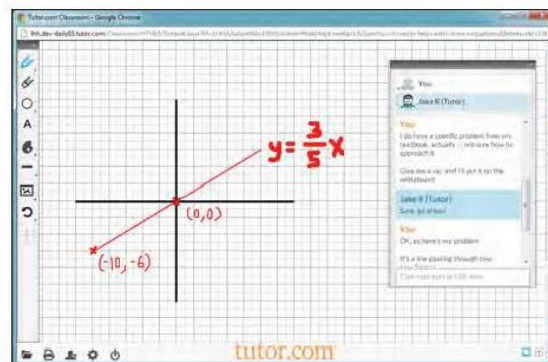 Tutor.com Classroom - Google Chrome
You
Jake R (Tutor)
You
I do have a specific problem from my
textbook, actually -- not sure how to
approach it
Give me a sec and I'll put it on the
whiteboard
Jake R (Tutor)
Sure, go ahead
You
OK, so here's my problem
It's a line passing through two
y = 3/5 x
(0,0)
(-10,-6)
A
tutor.com